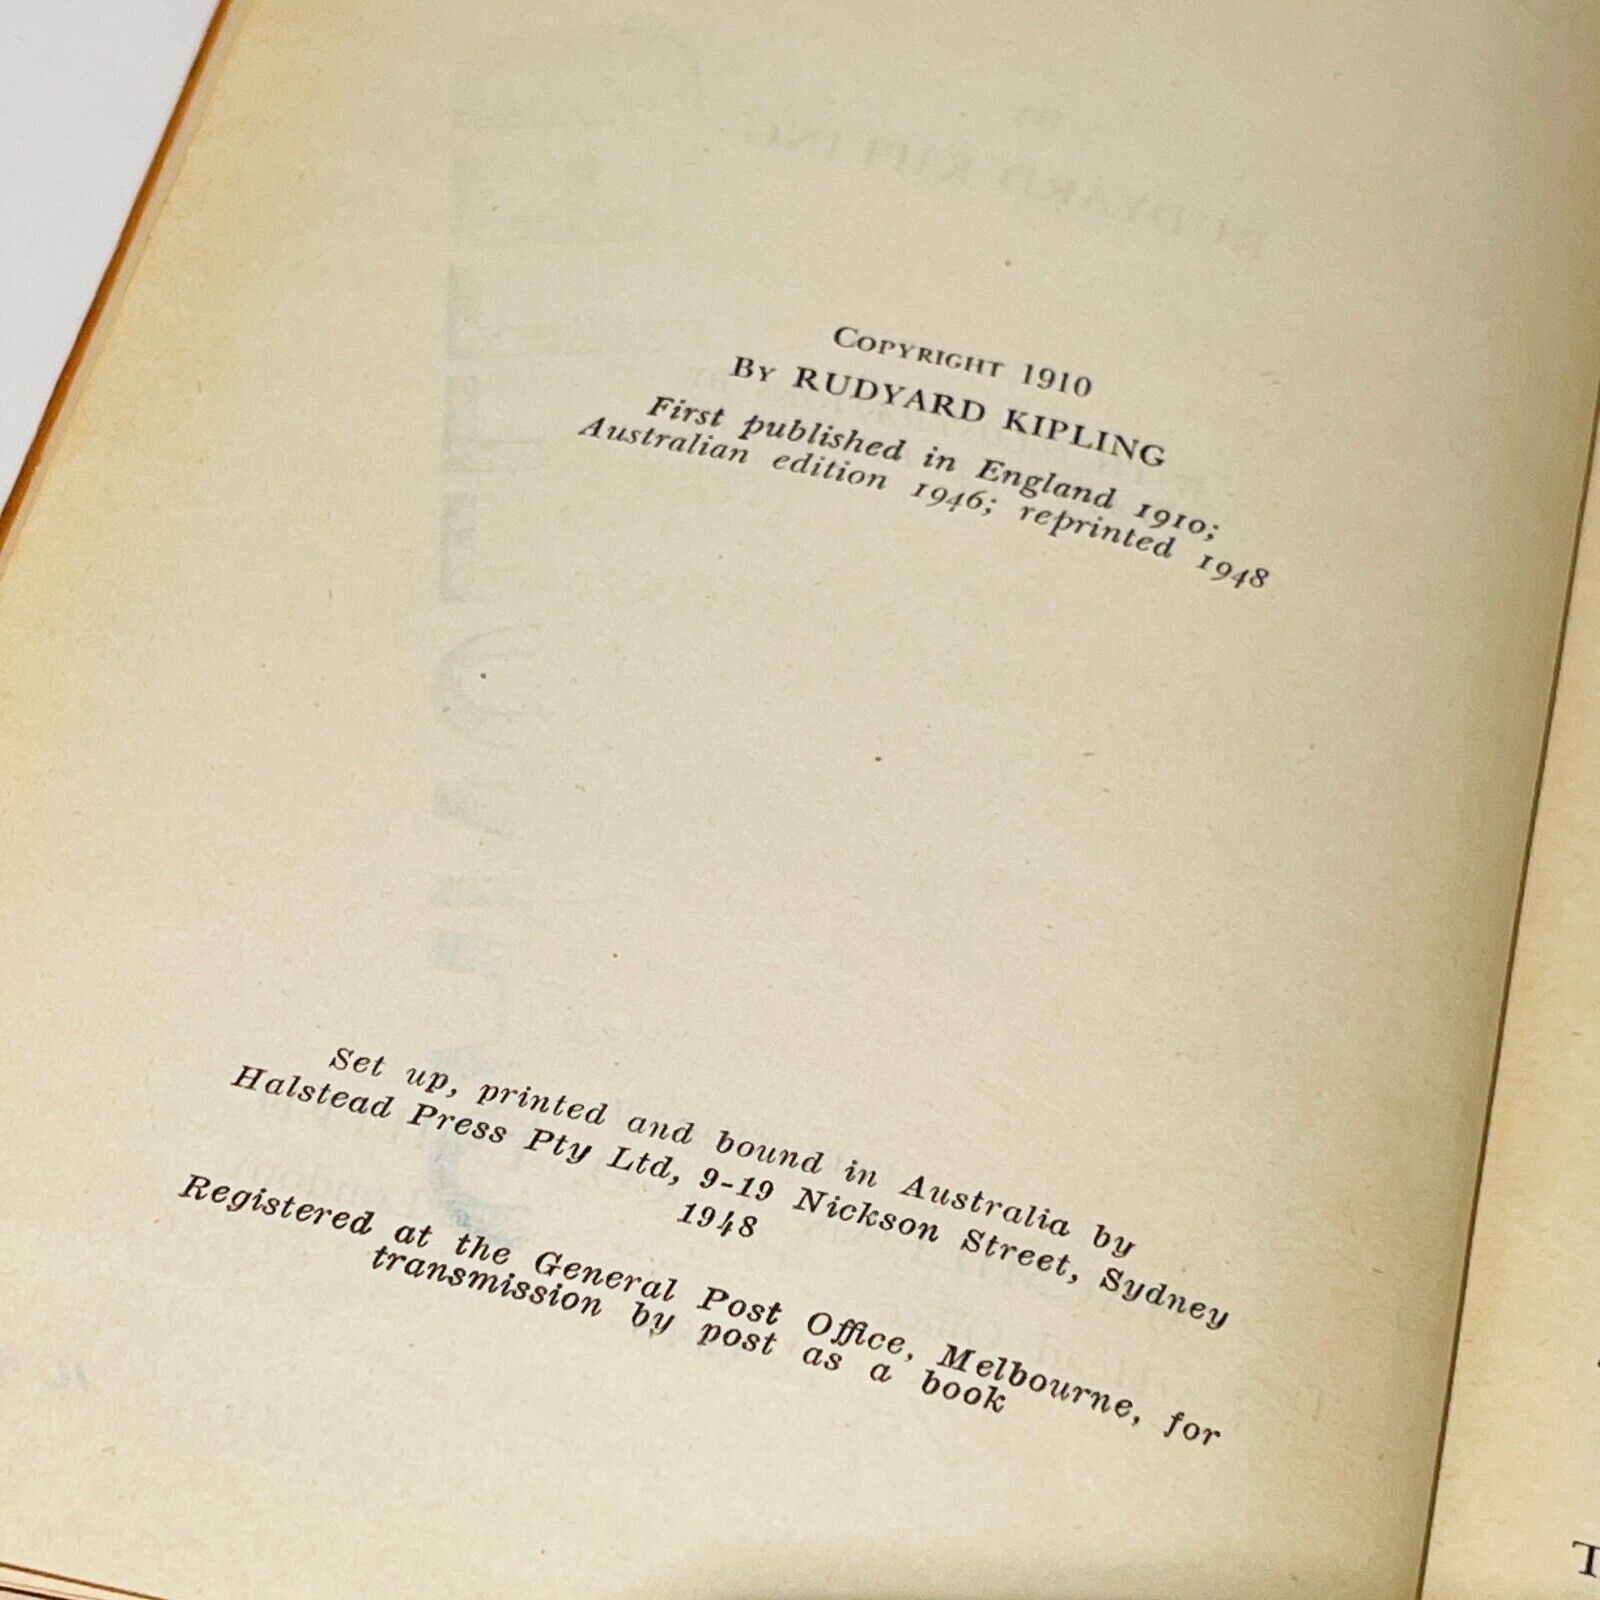 COPYRIGHT 1910
BY RUDYARD KIPLING
First published in England 1910;
Australian edition 1946; reprinted 1948
Set up, printed and bound in Australia by
Halstead Press Pty Ltd, 9-19 Nickson Street, Sydney
1948
Registered at the General Post Office, Melbourne, for
transmission by post as a book
T